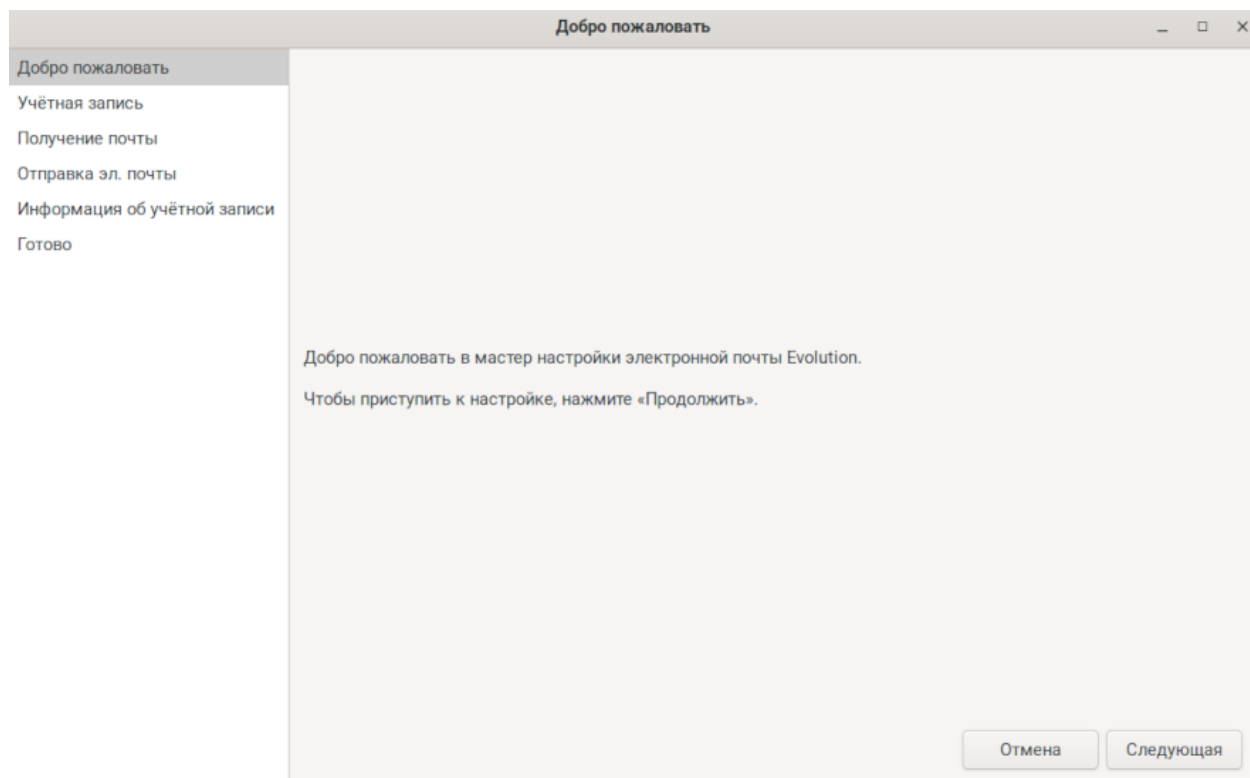 Добро пожаловать
Добро пожаловать
Учётная запись
Получение почты
Отправка эл. почты
Информация об учётной записи
Готово
Добро пожаловать в мастер настройки электронной почты Evolution.
Чтобы приступить к настройке, нажмите «Продолжить».
Отмена
Следующая